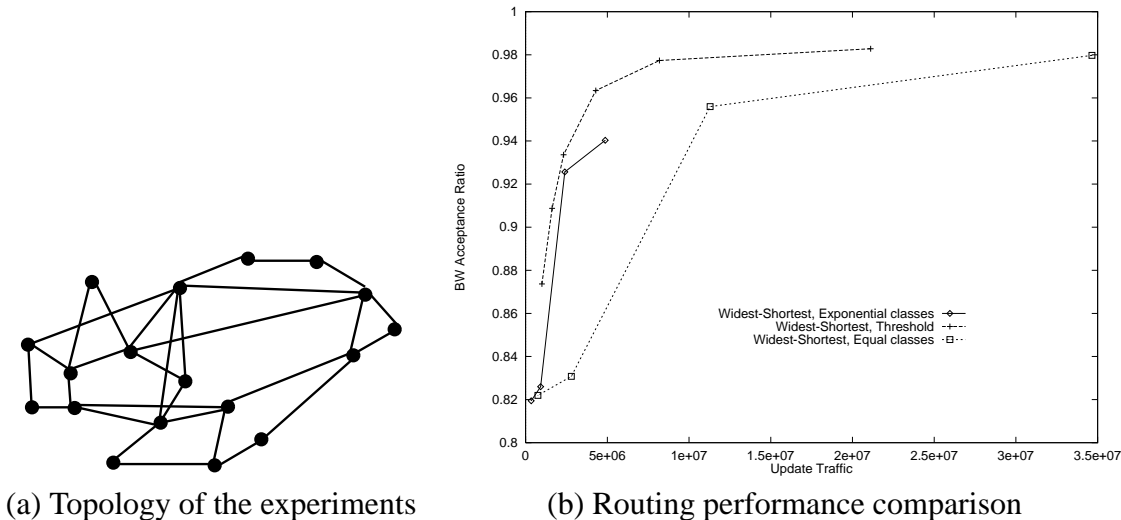 1
0.98
0.96
0.94
0.92
0.9
0.88
0.86
0.84
0.82
0.8
BW Acceptance Ratio
Widest-Shortest, Exponential classes
Widest-Shortest, Threshold
Widest-Shortest, Equal classes
0 5e+06 1e+07 1.5e+07 2e+07 2.5e+07 3e+07 3.5e+07
Update Traffic
(a) Topology of the experiments
(b) Routing performance comparison